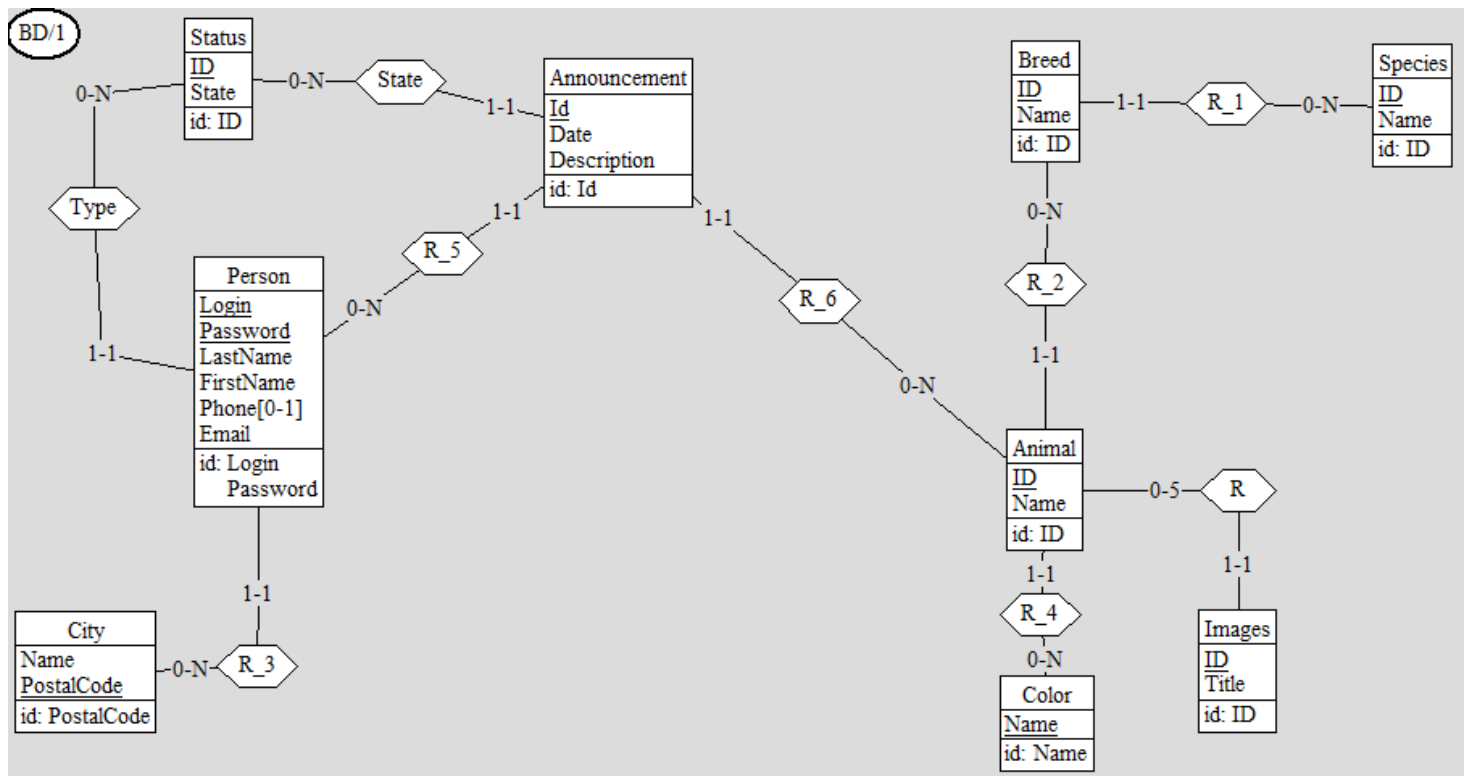 BD/1
Status
ID
State
id: ID
0-N
State
1-1
Announcement
Id
Date
Description
id: Id
Breed
ID
Name
id: ID
1-1
R_1
0-N
Species
ID
Name
id: ID
0-N
Type
1-1
1-1
R_5
0-N
Person
Login
Password
LastName
FirstName
Phone[0-1]
Email
id: Login
Password
1-1
R_6
0-N
0-N
R_2
1-1
Animal
ID
Name
id: ID
0-5
R
1-1
Images
ID
Title
id: ID
1-1
R_4
0-N
Color
Name
id: Name
1-1
R_3
0-N
City
Name
PostalCode
id: PostalCode